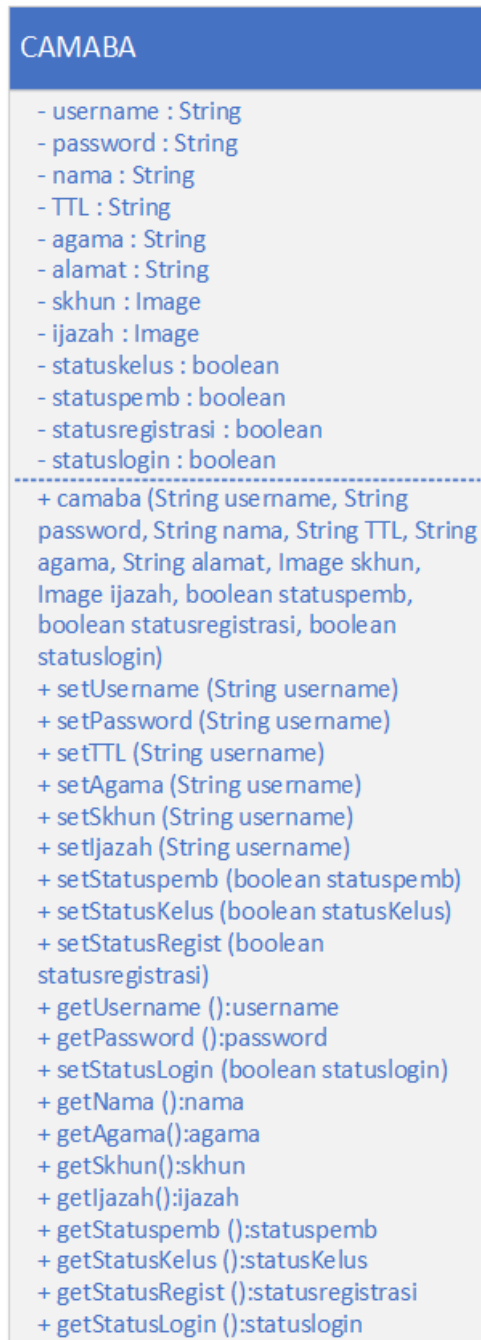 CAMABA
- username : String
- password : String
- nama : String
- TTL : String
- agama : String
- alamat : String
- skhun : Image
- ijazah : Image
- statuskelus : boolean
- statuspemb : boolean
- statusregistrasi : boolean
- statuslogin : boolean
+ camaba (String username, String
password, String nama, String TTL, String
agama, String alamat, Image skhun,
Image ijazah, boolean statuspemb,
boolean statusregistrasi, boolean
statuslogin)
+ setUsername (String username)
+ setPassword (String username)
+ setTTL (String username)
+ setAgama (String username)
+ setSkhun (String username)
+ setIjazah (String username)
+ setStatuspemb (boolean statuspemb)
+ setStatusKelus (boolean statusKelus)
+ setStatusRegist (boolean
statusregistrasi)
+ getUsername ():username
+ getPassword ():password
+ setStatusLogin (boolean statuslogin)
+ getNama ():nama
+ getAgama():agama
+ getSkhun():skhun
+ getIjazah():ijazah
+ getStatuspemb ():statuspemb
+ getStatusKelus ():statusKelus
+ getStatusRegist ():statusregistrasi
+ getStatusLogin ():statuslogin